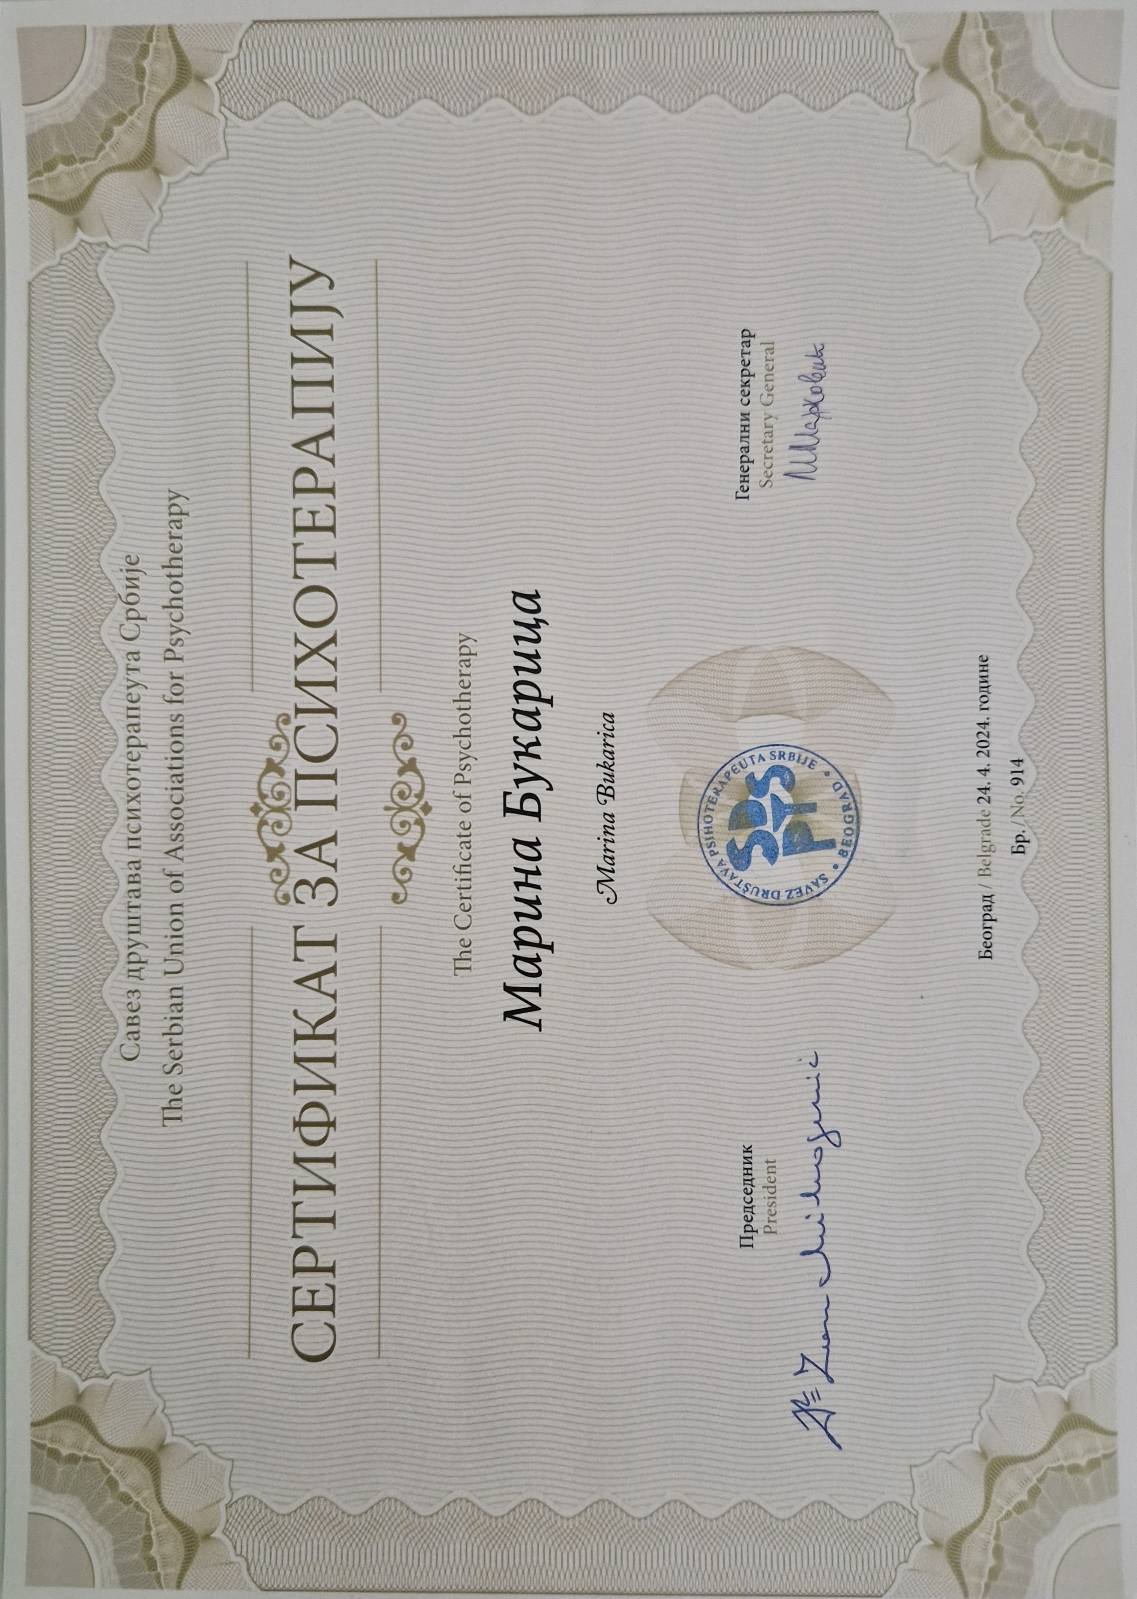 Савез друштава психотерапеута Србије
The Serbian Union of Associations for Psychotherapy
СЕРТИФИКАТ ЗА ПСИХОТЕРАПИЈУ
The Certificate of Psychotherapy
Марина Букарица
Marina Bukarica
Председник
President
Генерални секретар
Secretary General
SAVEZ DRUŠTAVA PSIHOTERAPEUTA SRBIJE • BEOGRAD •
SDS
PT
Београд / Belgrade 24. 4. 2024. године
Бр. /No. 914